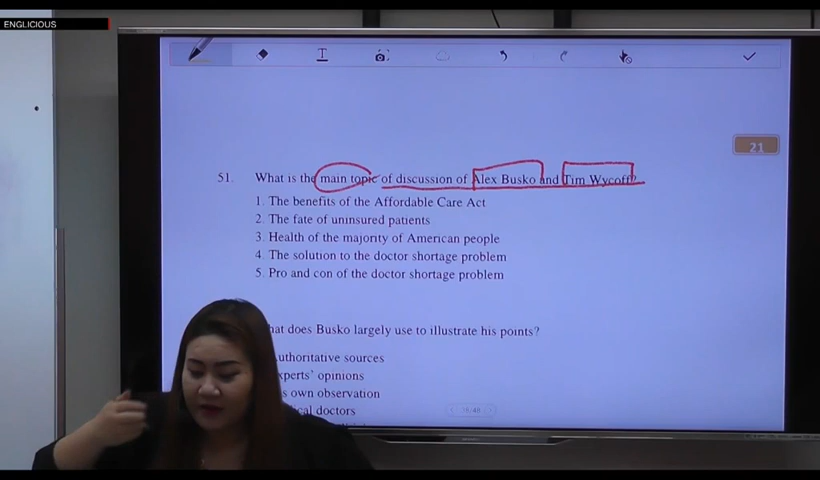 ENGLICIOUS
T
21
51. What is the main topic of discussion of Alex Busko and Tim Wycoff?
1. The benefits of the Affordable Care Act
2. The fate of uninsured patients
3. Health of the majority of American people
4. The solution to the doctor shortage problem
5. Pro and con of the doctor shortage problem
hat does Busko largely use to illustrate his points?
uthoritative sources
xperts' opinions
s own observation
ical doctors